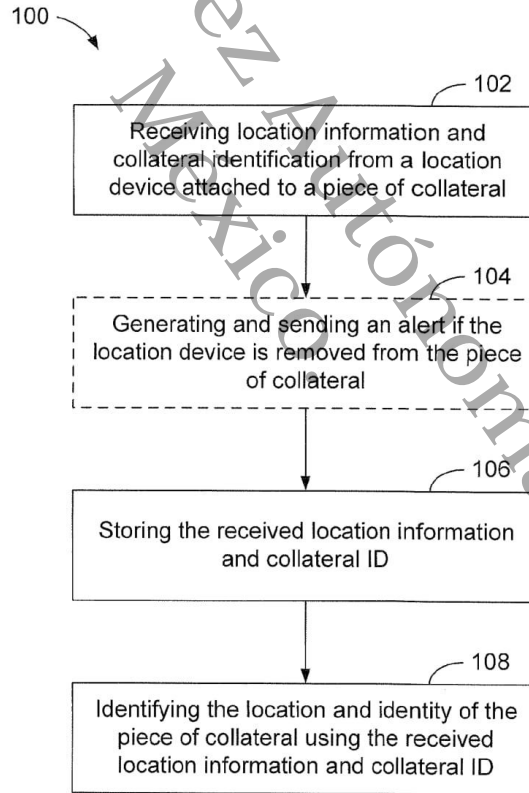 100
102
Receiving location information and
collateral identification from a location
device attached to a piece of collateral
104
Generating and sending an alert if the
location device is removed from the piece
of collateral
106
Storing the received location information
and collateral ID
108
Identifying the location and identity of the
piece of collateral using the received
location information and collateral ID
ez Autónoma
Mexico.